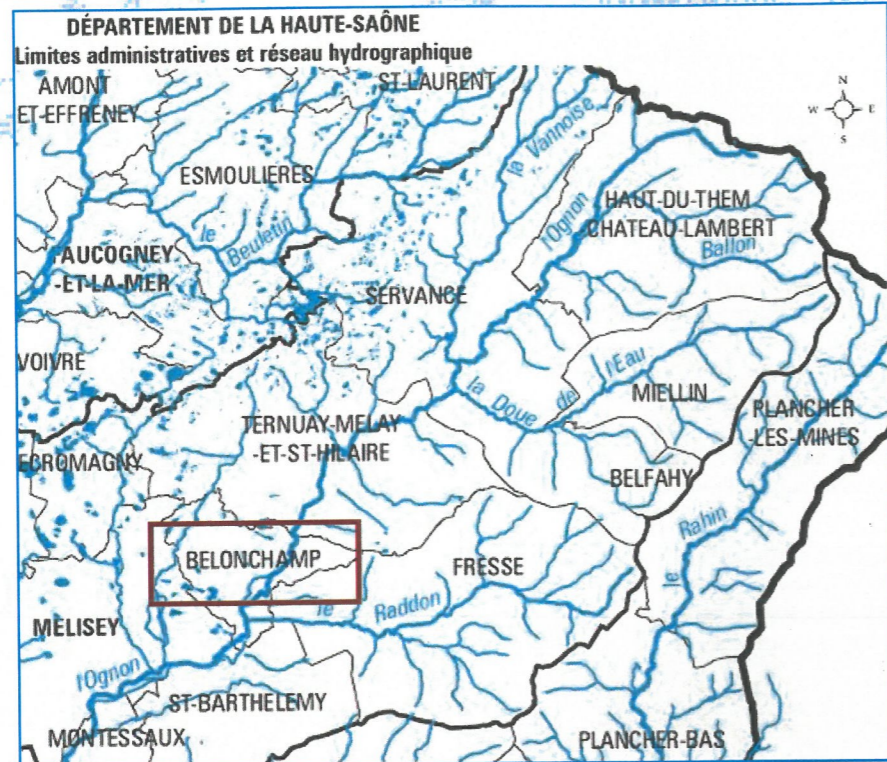 DÉPARTEMENT DE LA HAUTE-SAÔNE
Limites administratives et réseau hydrographique
AMONT
ET-EFFRENEY
ST-LAURENT
la Vannoise
N
W E
S
ESMOULIERES
le
Beuletin
l'Ognon
HAUT-DU-THEM
CHATEAU-LAMBERT
Ballon
AUCOGNEY
-ET-LA-MER
SERVANCE
VOIVRE
la Doue de l'Eau
MIELLIN
PLANCHER
-LES-MINES
TERNUAY-MELAY
-ET-ST-HILAIRE
ECROMAGNY
BELFAHY
le Rahin
BELONCHAMP
FRESSE
le Raddon
MELISEY
l'Ognon
ST-BARTHELEMY
MONTESSAUX
PLANCHER-BAS